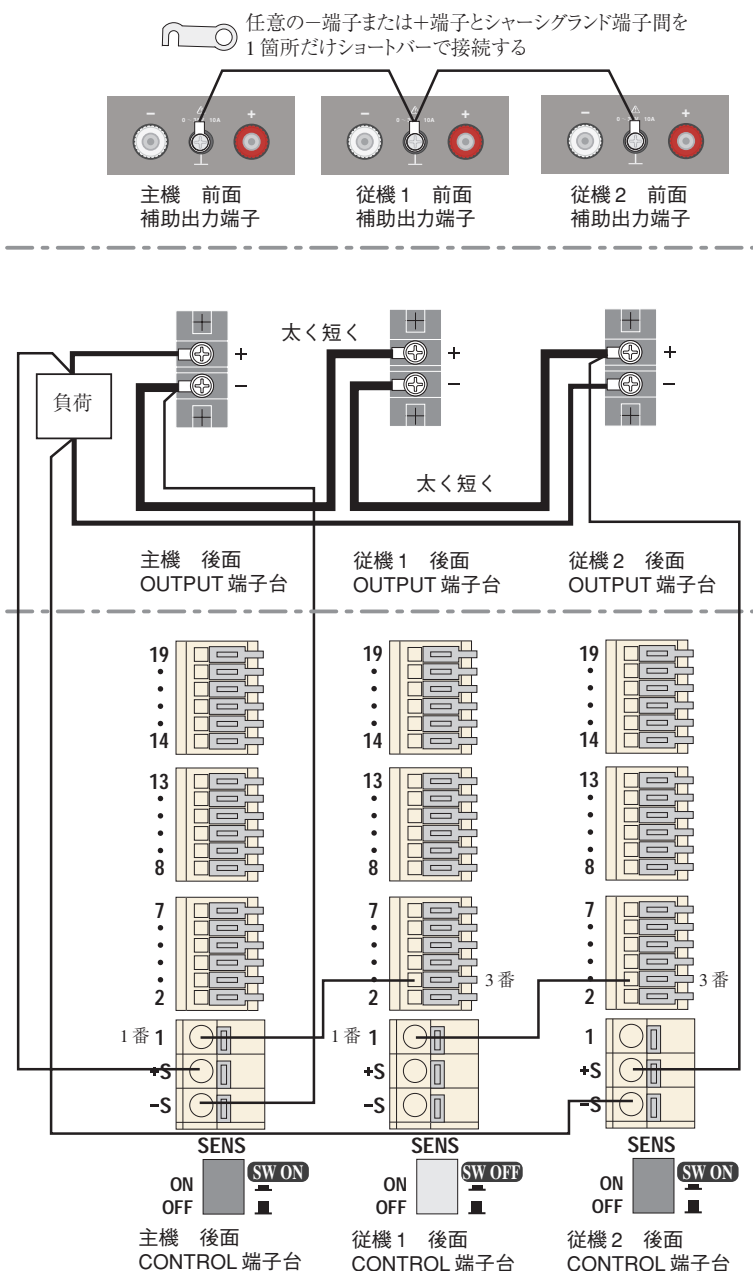 任意の－端子または＋端子とシャーシグランド端子間を
1 箇所だけショートバーで接続する
－ ＋ － ＋ － ＋
10A 10A 10A
主機　前面 従機 1　前面 従機 2　前面
補助出力端子 補助出力端子 補助出力端子
太く短く
＋ ＋ ＋
－ － －
負荷
太く短く
主機　後面 従機 1　後面 従機 2　後面
OUTPUT 端子台 OUTPUT 端子台 OUTPUT 端子台
19 19 19
14 14 14
13 13 13
8 8 8
7 7 7
3 番 3 番
2 2 2
1 番 1 1 番 1 1
+S +S +S
−S −S −S
SENS SENS SENS
ON SW ON ON SW OFF ON SW ON
OFF OFF OFF
主機　後面 従機 1　後面 従機 2　後面
CONTROL 端子台 CONTROL 端子台 CONTROL 端子台